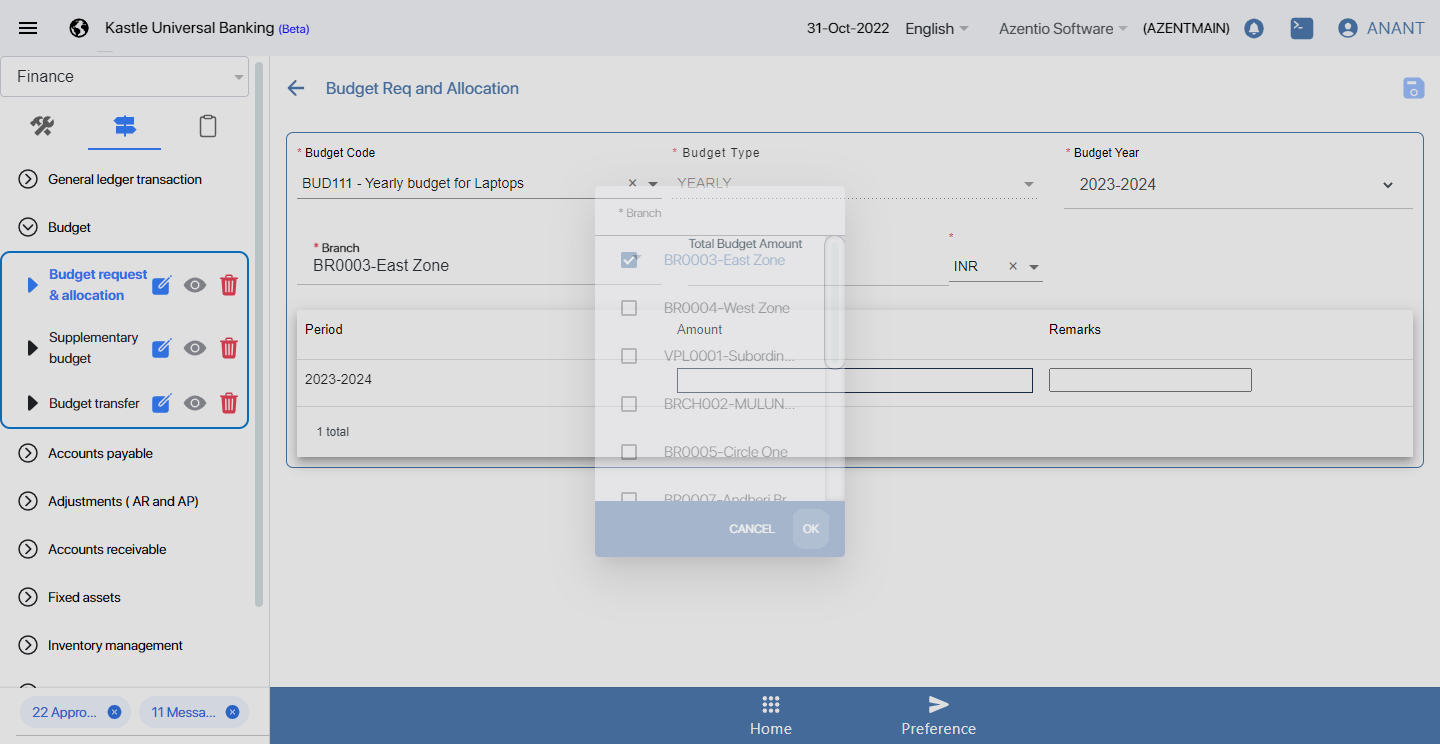 Kastle Universal Banking (Beta)
31-Oct-2022
English
Azentio Software
(AZENTMAIN)
ANANT
Finance
General ledger transaction
Budget
Budget request
& allocation
Supplementary
budget
Budget transfer
Accounts payable
Adjustments ( AR and AP)
Accounts receivable
Fixed assets
Inventory management
22 Appro...
11 Messa...
Budget Req and Allocation
* Budget Code
BUD111 - Yearly budget for Laptops
* Budget Type
YEARLY
* Budget Year
2023-2024
* Branch
BR0003-East Zone
Total Budget Amount
*
INR
Period
Amount
Remarks
2023-2024
1 total
* Branch
BR0003-East Zone
BR0004-West Zone
VPL0001-Subordin...
BRCH002-MULUN...
BR0005-Circle One
BR0007-Andheri Br
CANCEL
OK
Home
Preference